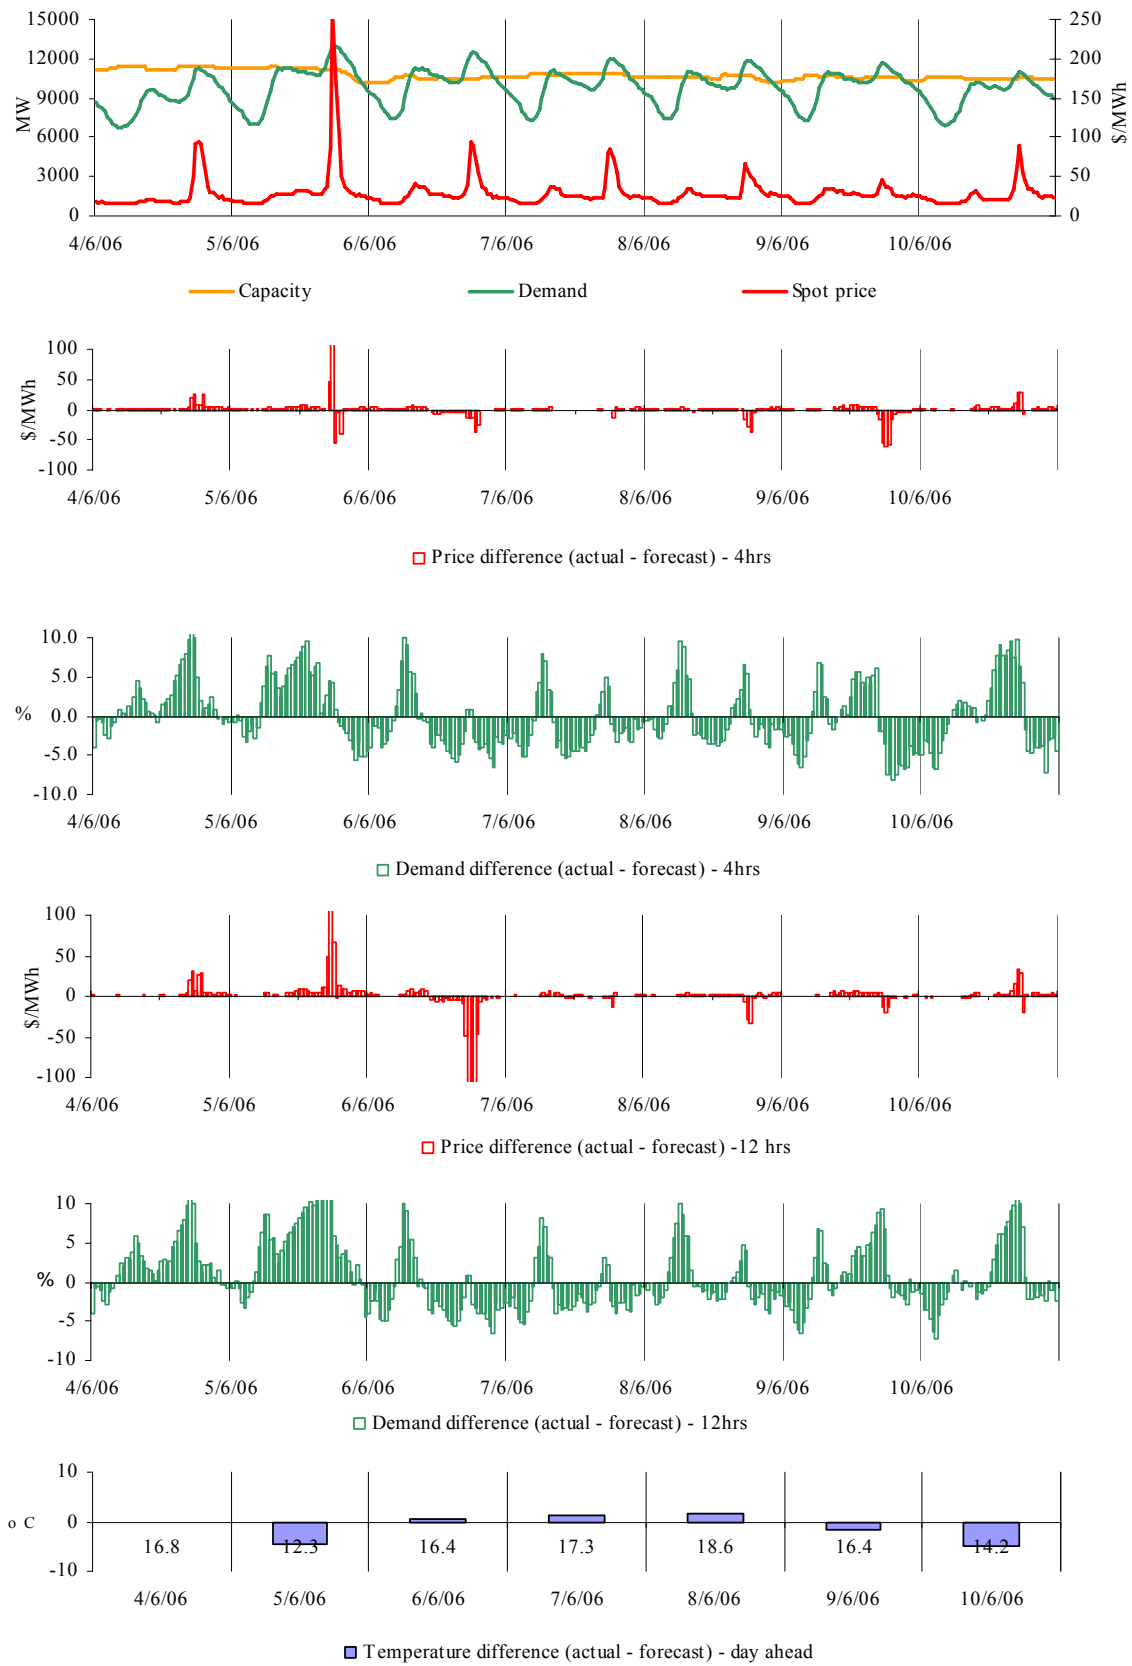 15000 250
12000 200
9000 150
6000 100
3000 50
0 0
MW
$/MWh
4/6/06 5/6/06 6/6/06 7/6/06 8/6/06 9/6/06 10/6/06
Capacity Demand Spot price
100
50
0
-50
-100
$/MWh
4/6/06 5/6/06 6/6/06 7/6/06 8/6/06 9/6/06 10/6/06
Price difference (actual - forecast) - 4hrs
10.0
5.0
% 0.0
-5.0
-10.0
4/6/06 5/6/06 6/6/06 7/6/06 8/6/06 9/6/06 10/6/06
Demand difference (actual - forecast) - 4hrs
100
50
0
-50
-100
$/MWh
4/6/06 5/6/06 6/6/06 7/6/06 8/6/06 9/6/06 10/6/06
Price difference (actual - forecast) -12 hrs
10
5
% 0
-5
-10
4/6/06 5/6/06 6/6/06 7/6/06 8/6/06 9/6/06 10/6/06
Demand difference (actual - forecast) - 12hrs
10
o C 0
16.8 12.3 16.4 17.3 18.6 16.4 14.2
-10
4/6/06 5/6/06 6/6/06 7/6/06 8/6/06 9/6/06 10/6/06
Temperature difference (actual - forecast) - day ahead